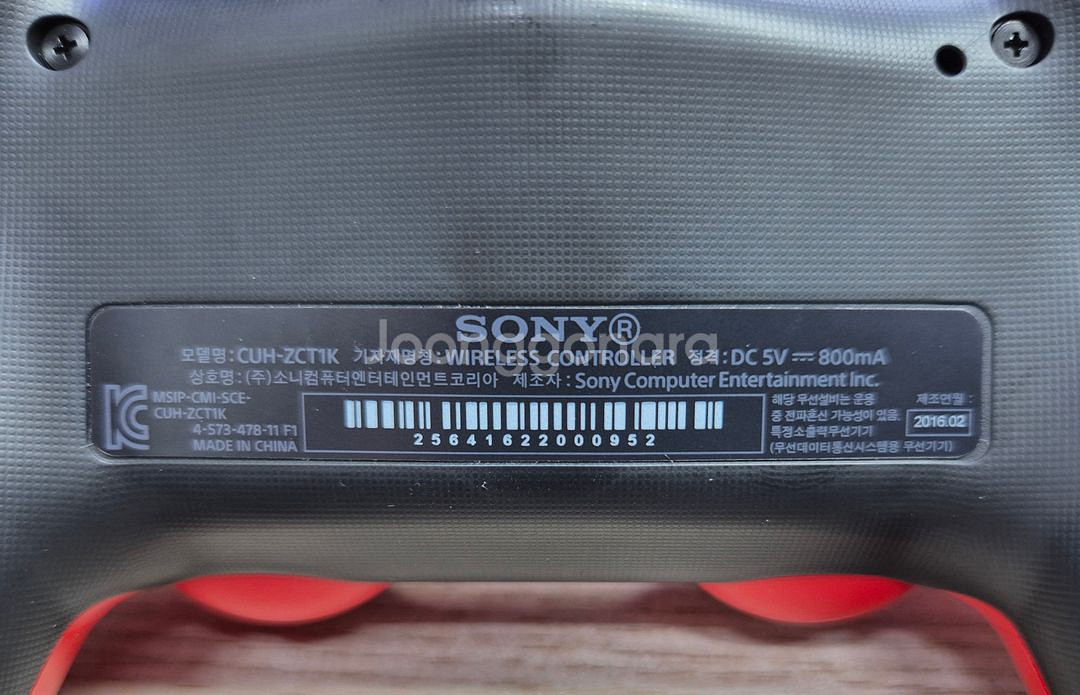 SONY®
모델명 : CUH-ZCT1K 기자재명칭 : WIRELESS CONTROLLER 정격 : DC 5V ⎓ 800mA
상호명 : (주)소니컴퓨터엔터테인먼트코리아 제조자 : Sony Computer Entertainment Inc.
KC
MSIP-CMI-SCE-
CUH-ZCT1K
4-573-478-11 F1
MADE IN CHINA
25641622000952
해당 무선설비는 운용
중 전파혼신 가능성이 있음.
특정소출력무선기기
(무선데이터통신시스템용 무선기기)
제조연월 :
2016.02
joonggonara